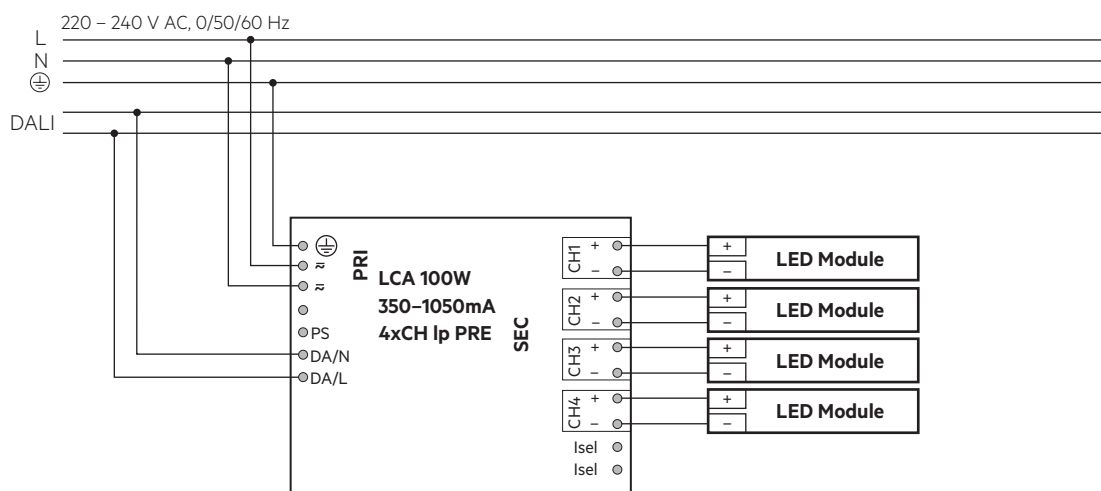 220 – 240 V AC, 0/50/60 Hz
L
N
DALI
PRI
LCA 100W
350–1050mA
4xCH lp PRE
SEC
≂
≂
PS
DA/N
DA/L
CH1 + –
+ – LED Module
CH2 + –
+ – LED Module
CH3 + –
+ – LED Module
CH4 + –
+ – LED Module
Isel
Isel